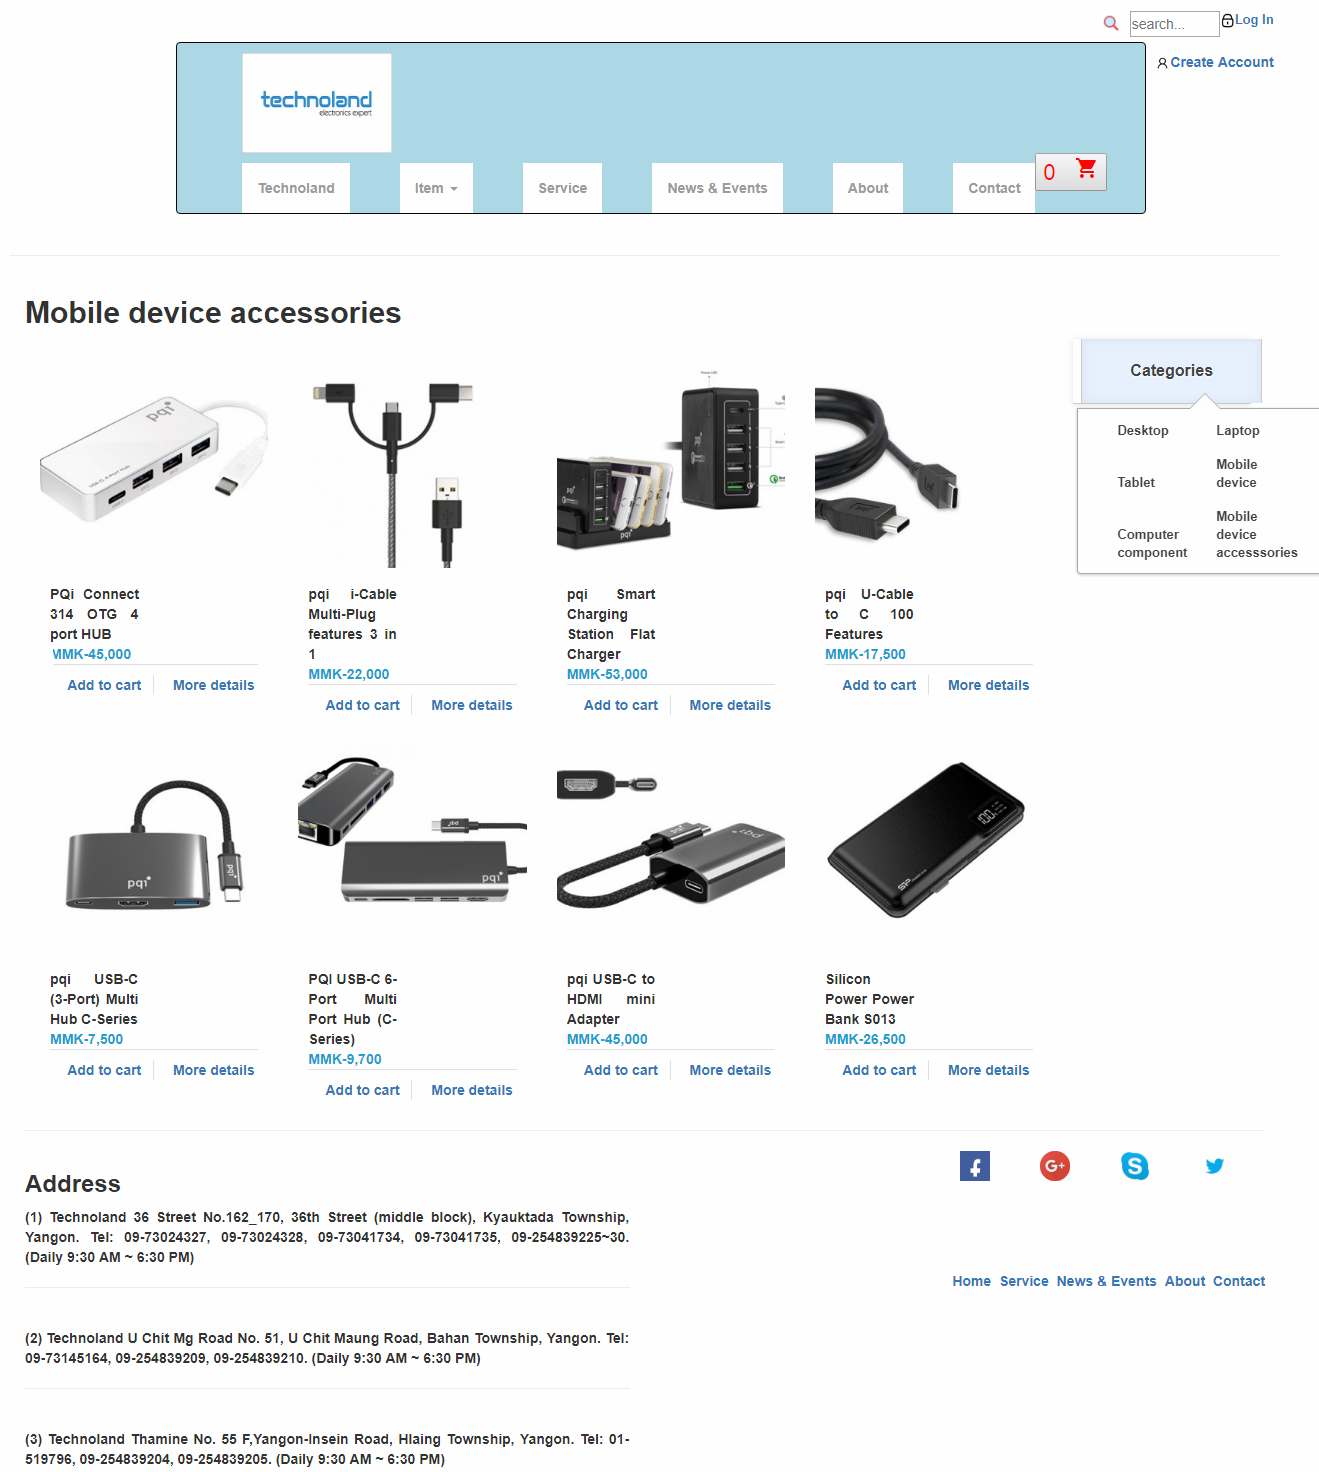 search...
Log In
Create Account
technoland
electronics expert
Technoland
Item
Service
News & Events
About
Contact
0
Mobile device accessories
Categories
Desktop
Laptop
Tablet
Mobile
device
Computer
component
Mobile
device
accesssories
pqi
pqi
pqi
PQi Connect
314 OTG 4
port HUB
MMK-45,000
Add to cart
More details
pqi i-Cable
Multi-Plug
features 3 in
1
MMK-22,000
Add to cart
More details
pqi Smart
Charging
Station Flat
Charger
MMK-53,000
Add to cart
More details
pqi U-Cable
to C 100
Features
MMK-17,500
Add to cart
More details
pqi
pqi
pqi
pqi
pqi
100
SP
pqi USB-C
(3-Port) Multi
Hub C-Series
MMK-7,500
Add to cart
More details
PQI USB-C 6-
Port Multi
Port Hub (C-
Series)
MMK-9,700
Add to cart
More details
pqi USB-C to
HDMI mini
Adapter
MMK-45,000
Add to cart
More details
Silicon
Power Power
Bank S013
MMK-26,500
Add to cart
More details
Address
(1) Technoland 36 Street No.162_170, 36th Street (middle block), Kyauktada Township,
Yangon. Tel: 09-73024327, 09-73024328, 09-73041734, 09-73041735, 09-254839225~30.
(Daily 9:30 AM ~ 6:30 PM)
Home Service News & Events About Contact
(2) Technoland U Chit Mg Road No. 51, U Chit Maung Road, Bahan Township, Yangon. Tel:
09-73145164, 09-254839209, 09-254839210. (Daily 9:30 AM ~ 6:30 PM)
(3) Technoland Thamine No. 55 F,Yangon-Insein Road, Hlaing Township, Yangon. Tel: 01-
519796, 09-254839204, 09-254839205. (Daily 9:30 AM ~ 6:30 PM)